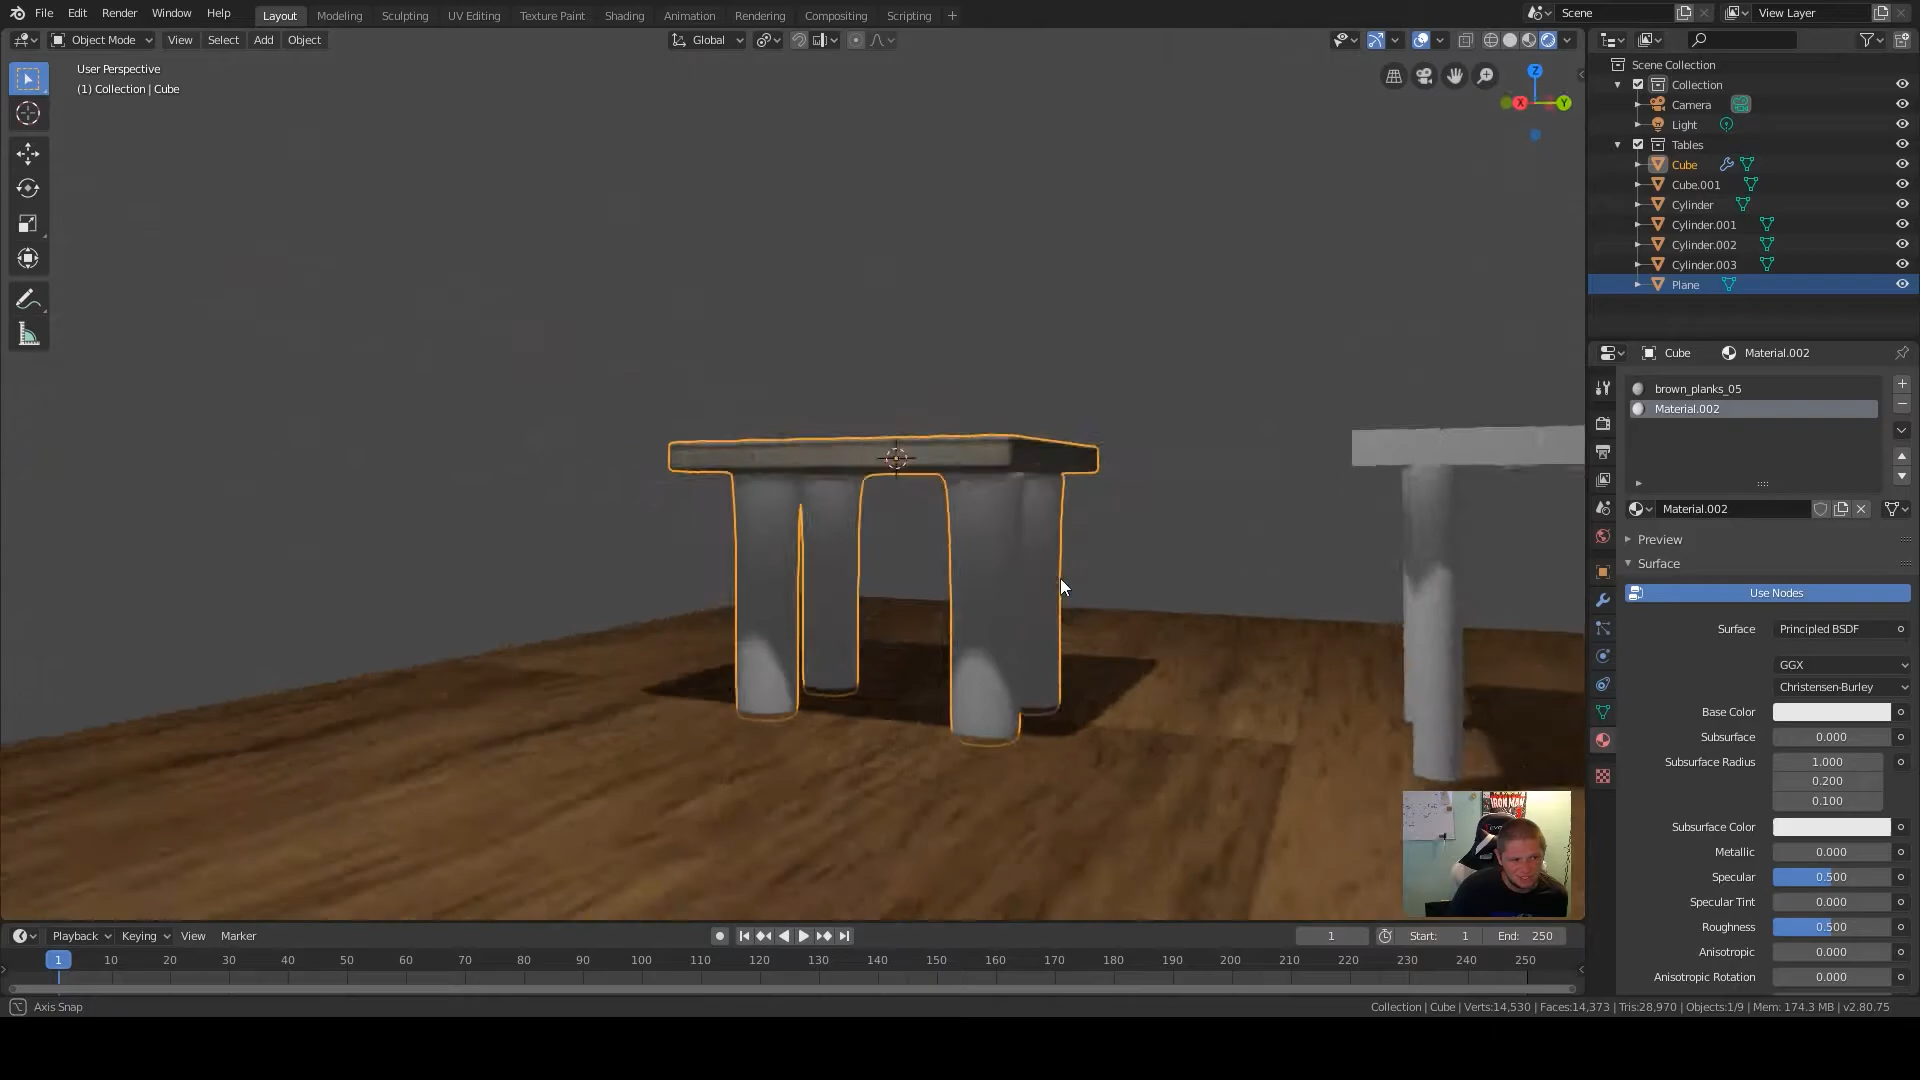 File Edit Render Window Help Layout Modeling Sculpting UV Editing Texture Paint Shading Animation Rendering Compositing Scripting + Scene View Layer
Object Mode View Select Add Object Global
User Perspective
(1) Collection | Cube
Z
X Y
Scene Collection
Collection
Camera
Light
Tables
Cube
Cube.001
Cylinder
Cylinder.001
Cylinder.002
Cylinder.003
Plane
Cube Material.002
brown_planks_05
Material.002
Material.002
Preview
Surface
Use Nodes
Surface Principled BSDF
GGX
Christensen-Burley
Base Color
Subsurface 0.000
Subsurface Radius 1.000
0.200
0.100
Subsurface Color
Metallic 0.000
Specular 0.500
Specular Tint 0.000
Roughness 0.500
Anisotropic 0.000
Anisotropic Rotation 0.000
IRON MAN
Playback Keying View Marker 1 Start: 1 End: 250
1 10 20 30 40 50 60 70 80 90 100 110 120 130 140 150 160 170 180 190 200 210 220 230 240 250
Axis Snap
Collection | Cube | Verts:14,530 | Faces:14,373 | Tris:28,970 | Objects:1/9 | Mem: 174.3 MB | v2.80.75